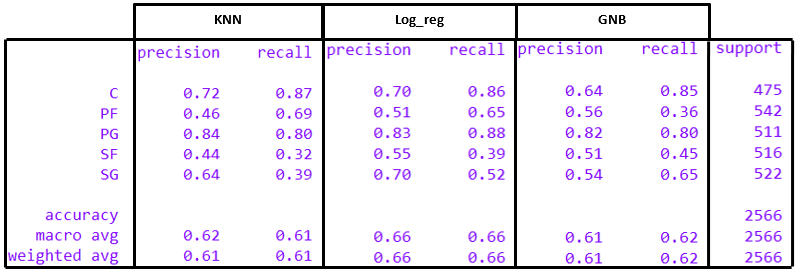 KNN Log_reg GNB
precision recall precision recall precision recall support
C 0.72 0.87 0.70 0.86 0.64 0.85 475
PF 0.46 0.69 0.51 0.65 0.56 0.36 542
PG 0.84 0.80 0.83 0.88 0.82 0.80 511
SF 0.44 0.32 0.55 0.39 0.51 0.45 516
SG 0.64 0.39 0.70 0.52 0.54 0.65 522
accuracy 2566
macro avg 0.62 0.61 0.66 0.66 0.61 0.62 2566
weighted avg 0.61 0.61 0.66 0.66 0.61 0.62 2566